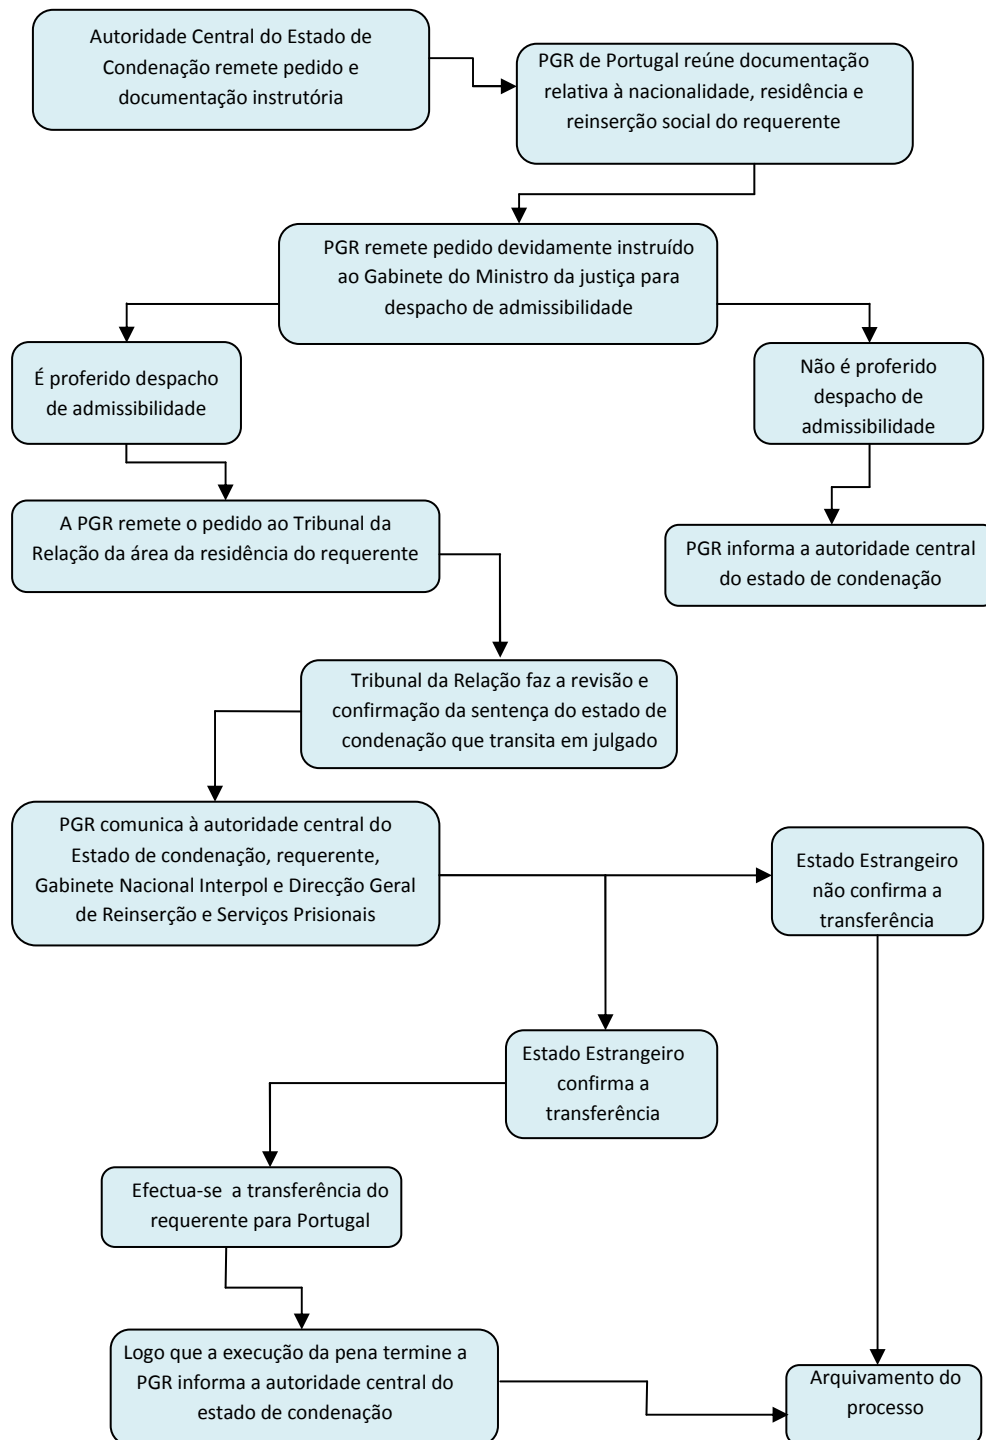 Autoridade Central do Estado de
Condenação remete pedido e
documentação instrutória
PGR de Portugal reúne documentação
relativa à nacionalidade, residência e
reinserção social do requerente
PGR remete pedido devidamente instruído
ao Gabinete do Ministro da justiça para
despacho de admissibilidade
É proferido despacho
de admissibilidade
Não é proferido
despacho de
admissibilidade
A PGR remete o pedido ao Tribunal da
Relação da área da residência do requerente
PGR informa a autoridade central
do estado de condenação
Tribunal da Relação faz a revisão e
confirmação da sentença do estado de
condenação que transita em julgado
PGR comunica à autoridade central do
Estado de condenação, requerente,
Gabinete Nacional Interpol e Direcção Geral
de Reinserção e Serviços Prisionais
Estado Estrangeiro
não confirma a
transferência
Estado Estrangeiro
confirma a
transferência
Efectua-se a transferência do
requerente para Portugal
Logo que a execução da pena termine a
PGR informa a autoridade central do
estado de condenação
Arquivamento do
processo